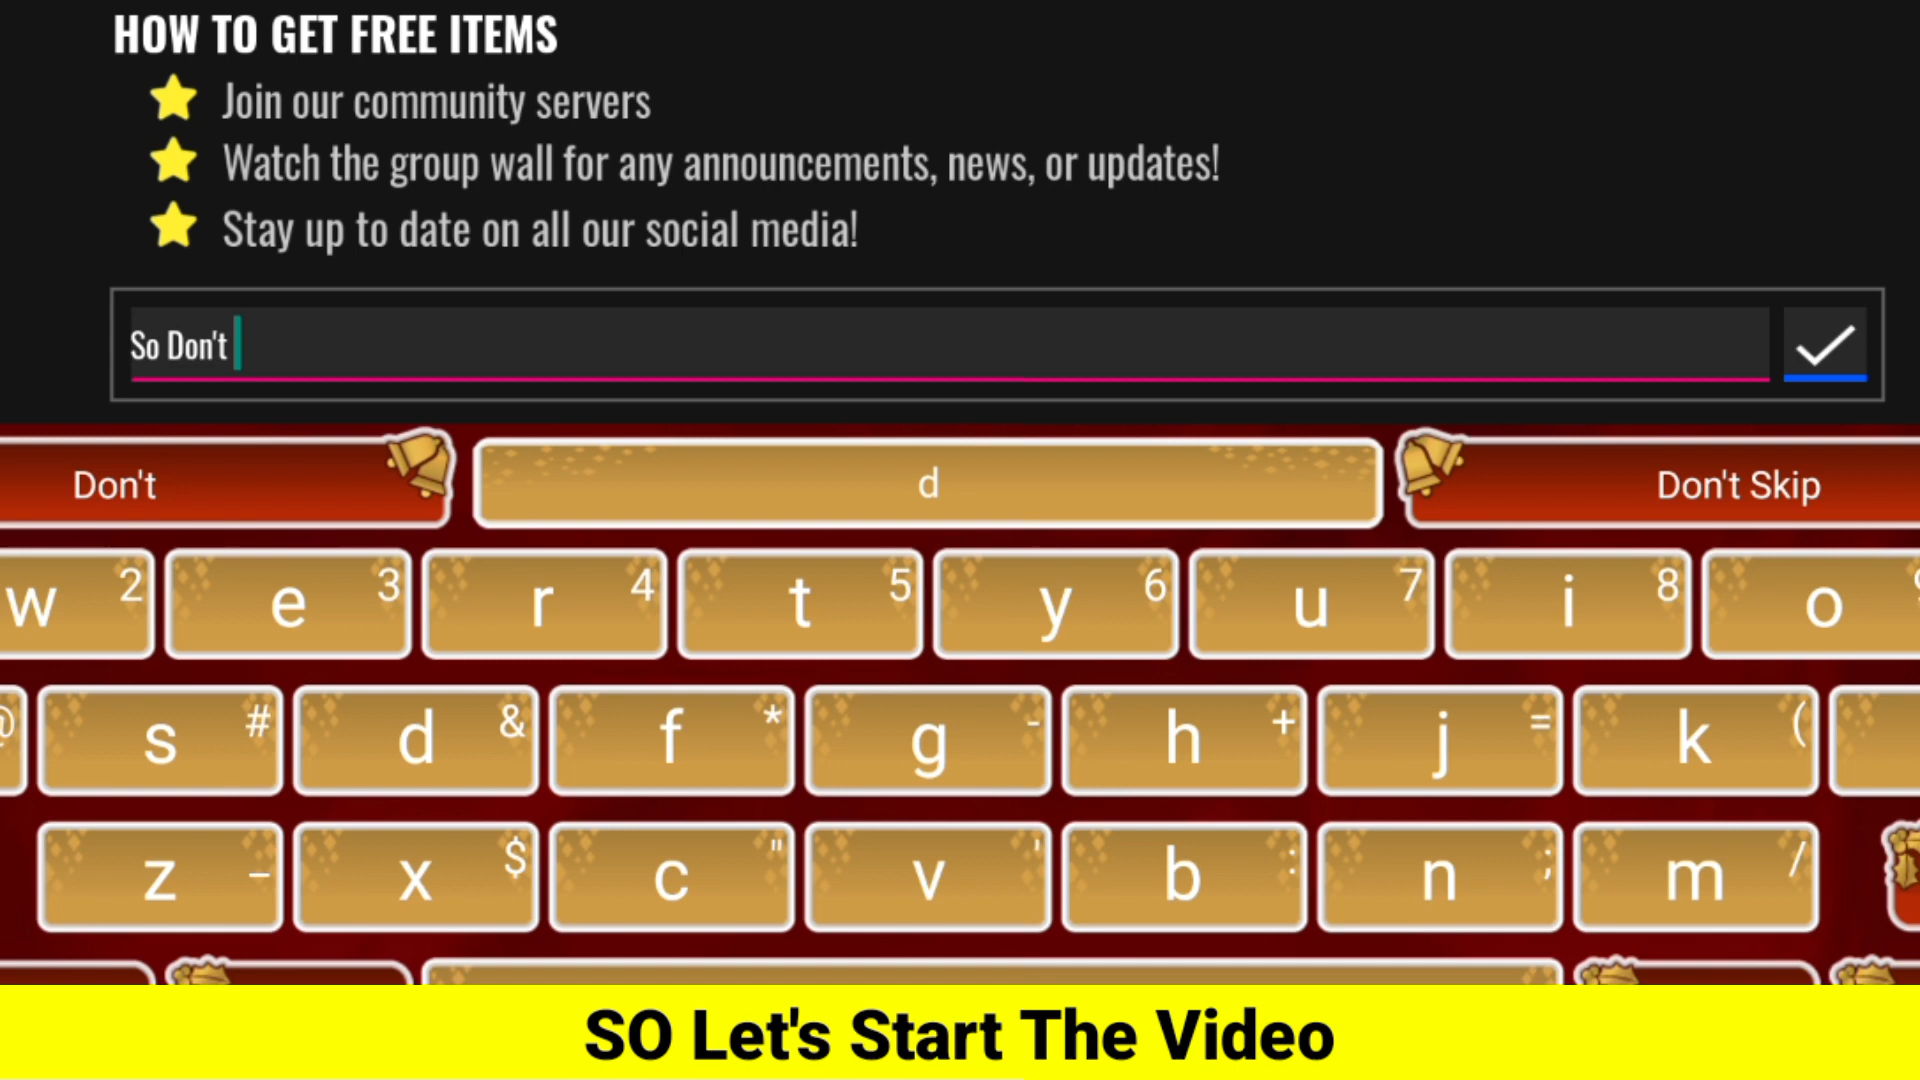 HOW TO GET FREE ITEMS
Join our community servers
Watch the group wall for any announcements, news, or updates!
Stay up to date on all our social media!
So Don't
Don't d Don't Skip
w 2 e 3 r 4 t 5 y 6 u 7 i 8 o 9
@ s # d & f * g - h + j = k (
z – x $ c " v ' b : n ; m /
SO Let's Start The Video